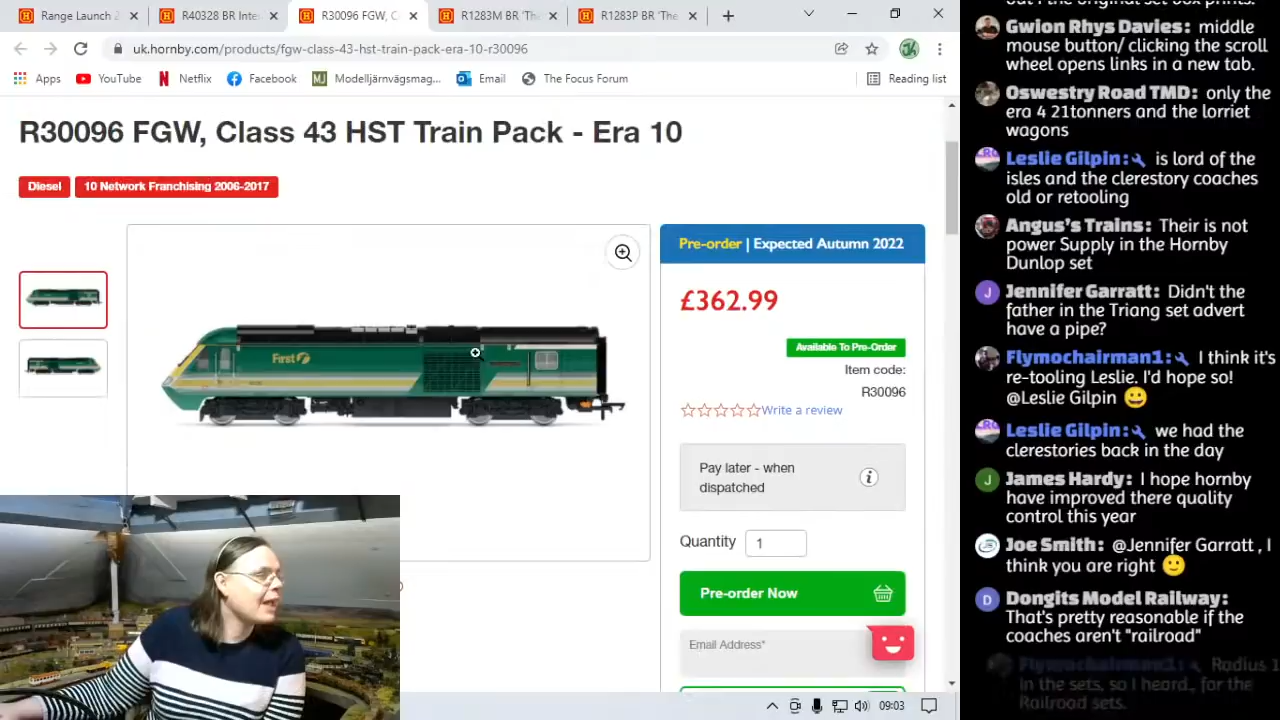 Range Launch 2
R40328 BR Inte
R30096 FGW, C
R1283M BR 'The
R1283P BR 'The
uk.hornby.com/products/fgw-class-43-hst-train-pack-era-10-r30096
Apps
YouTube
Netflix
Facebook
Modelljärnvägsmag...
Email
The Focus Forum
Reading list
R30096 FGW, Class 43 HST Train Pack - Era 10
Diesel
10 Network Franchising 2006-2017
First
Pre-order | Expected Autumn 2022
£362.99
Available To Pre-Order
Item code:
R30096
Write a review
Pay later - when
dispatched
Quantity
1
Pre-order Now
Email Address*
09:03
but I the original set box prints.
Gwion Rhys Davies: middle
mouse button/ clicking the scroll
wheel opens links in a new tab.
Oswestry Road TMD: only the
era 4 21tonners and the lorriet
wagons
Leslie Gilpin: is lord of the
isles and the clerestory coaches
old or retooling
Angus's Trains: Their is not
power Supply in the Hornby
Dunlop set
Jennifer Garratt: Didn't the
father in the Triang set advert
have a pipe?
Flymochairman1: I think it's
re-tooling Leslie. I'd hope so!
@Leslie Gilpin 😀
Leslie Gilpin: we had the
clerestories back in the day
James Hardy: I hope hornby
have improved there quality
control this year
Joe Smith: @Jennifer Garratt , I
think you are right 🙂
Dongits Model Railway:
That's pretty reasonable if the
coaches aren't "railroad"
Flymochairman1: Radius 1
in the sets, so I heard., for the
Railroad sets.